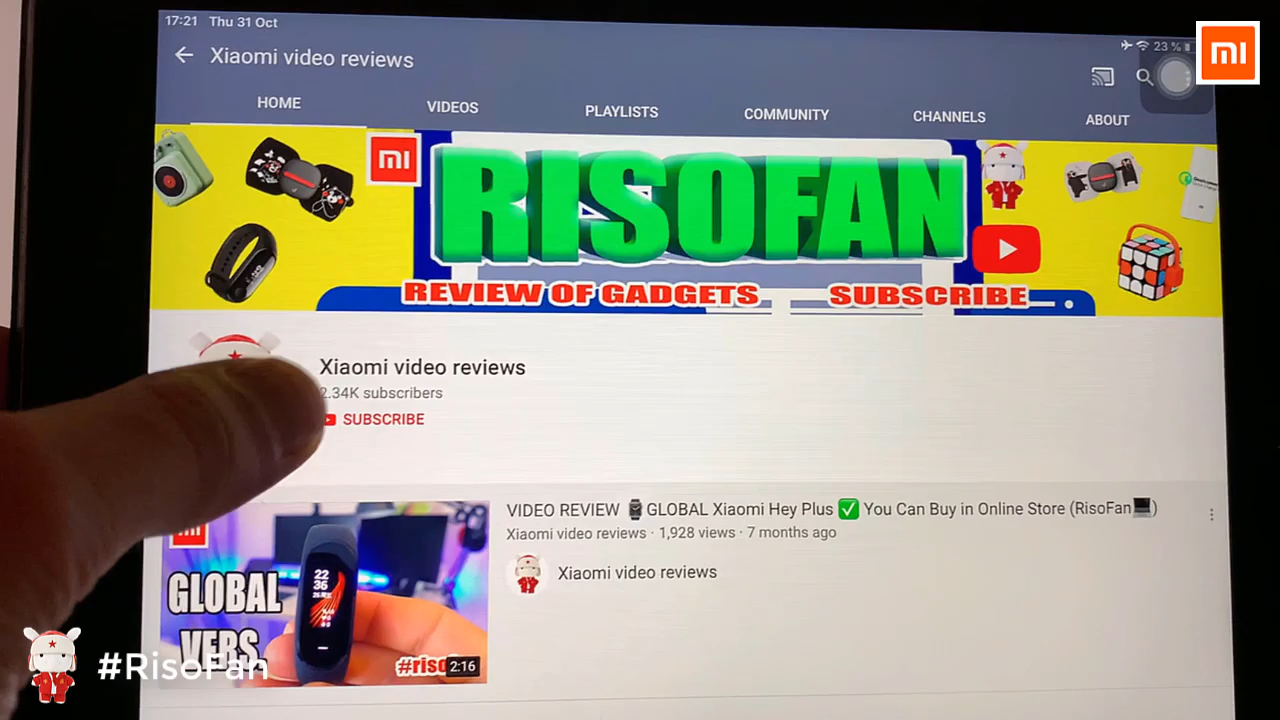 17:21 Thu 31 Oct
23 %
Xiaomi video reviews
HOME VIDEOS PLAYLISTS COMMUNITY CHANNELS ABOUT
mi
mi
RISOFAN
REVIEW OF GADGETS SUBSCRIBE
Xiaomi video reviews
2.34K subscribers
SUBSCRIBE
VIDEO REVIEW ⌚GLOBAL Xiaomi Hey Plus ✅ You Can Buy in Online Store (RisoFan💻)
Xiaomi video reviews · 1,928 views · 7 months ago
Xiaomi video reviews
GLOBAL
VERS
22
36
#riso
2:16
#RisoFan